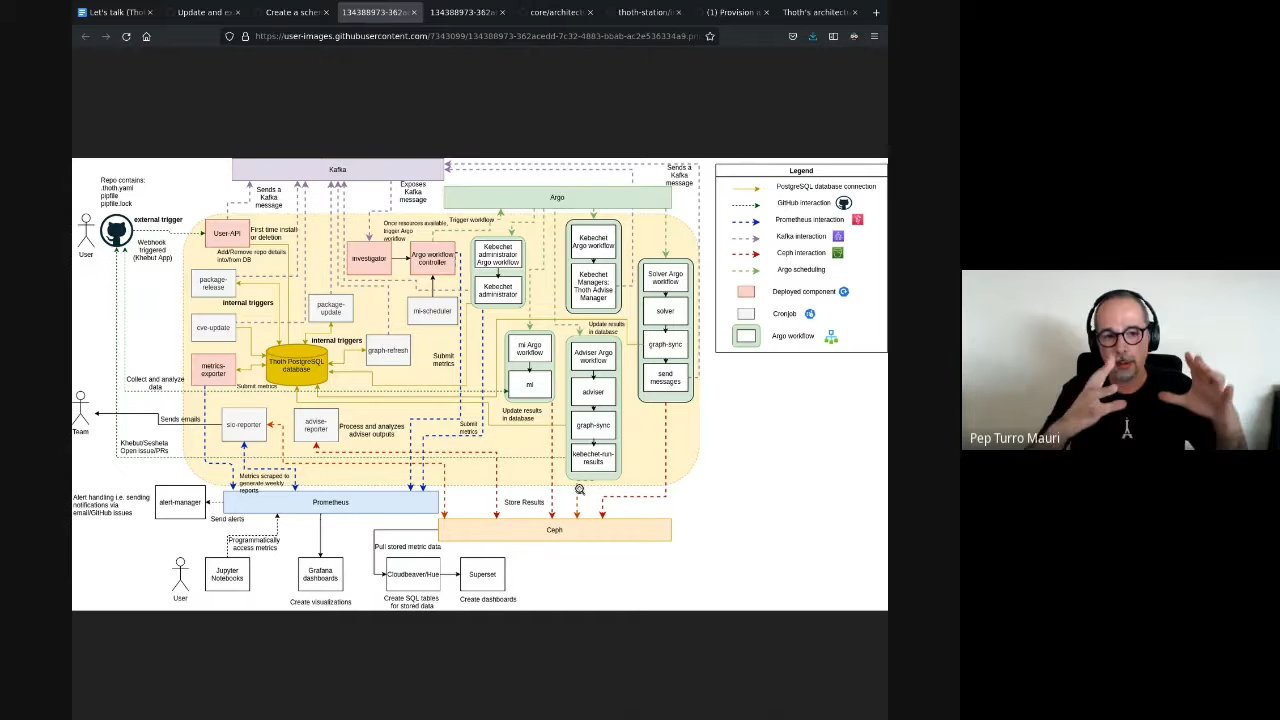 Let's talk (Thot
Update and e
Create a sche
134388973-362a
134388973-362a
core/architect
thoth-station/
(1) Provision a
Thoth's architectu
https://user-images.githubusercontent.com/7343099/134388973-362acedd-7c32-4883-bbab-ac2e536334a9.pn
Kafka
Repo contains:
.thoth.yaml
pipfile
pipfile.lock
User
external trigger
Webhook
triggered
(Khebut App)
Sends a
Kafka
message
Exposes
Kafka
message
Sends a
Kafka
message
Argo
User-API
First time install
or deletion
Add/Remove repo details
into/from DB
Once resources available,
trigger Argo
workflow
Trigger workflow
investigator
Argo workflow
controller
Kebechet
administrator
Argo workflow
Kebechet
administrator
Kebechet
Argo workflow
Kebechet
Managers:
Thoth Advise
Manager
Solver Argo
workflow
solver
graph-sync
send
messages
package-
release
internal triggers
package-
update
mi-scheduler
cve-update
internal triggers
graph-refresh
Thoth PostgreSQL
database
metrics-
exporter
Submit metrics
Submit
metrics
Update results
in database
mi Argo
workflow
mi
Adviser Argo
workflow
adviser
graph-sync
kebechet-run-
results
Update results
in database
Collect and analyze
data
Team
Sends emails
slo-reporter
advise-
reporter
Process and analyzes
adviser outputs
Submit
metrics
Khebut/Sesheta
Open issue/PRs
Metrics scraped to
generate weekly
reports
Alert handling i.e. sending
notifications via
email/GitHub issues
alert-manager
Send alerts
Prometheus
Store Results
Ceph
Programmatically
access metrics
Pull stored metric data
User
Jupyter
Notebooks
Grafana
dashboards
Create visualizations
Cloudbeaver/Hue
Create SQL tables
for stored data
Superset
Create dashboards
Legend
PostgreSQL database connection
GitHub interaction
Prometheus interaction
Kafka interaction
Ceph interaction
Argo scheduling
Deployed component
Cronjob
Argo workflow
Pep Turro Mauri